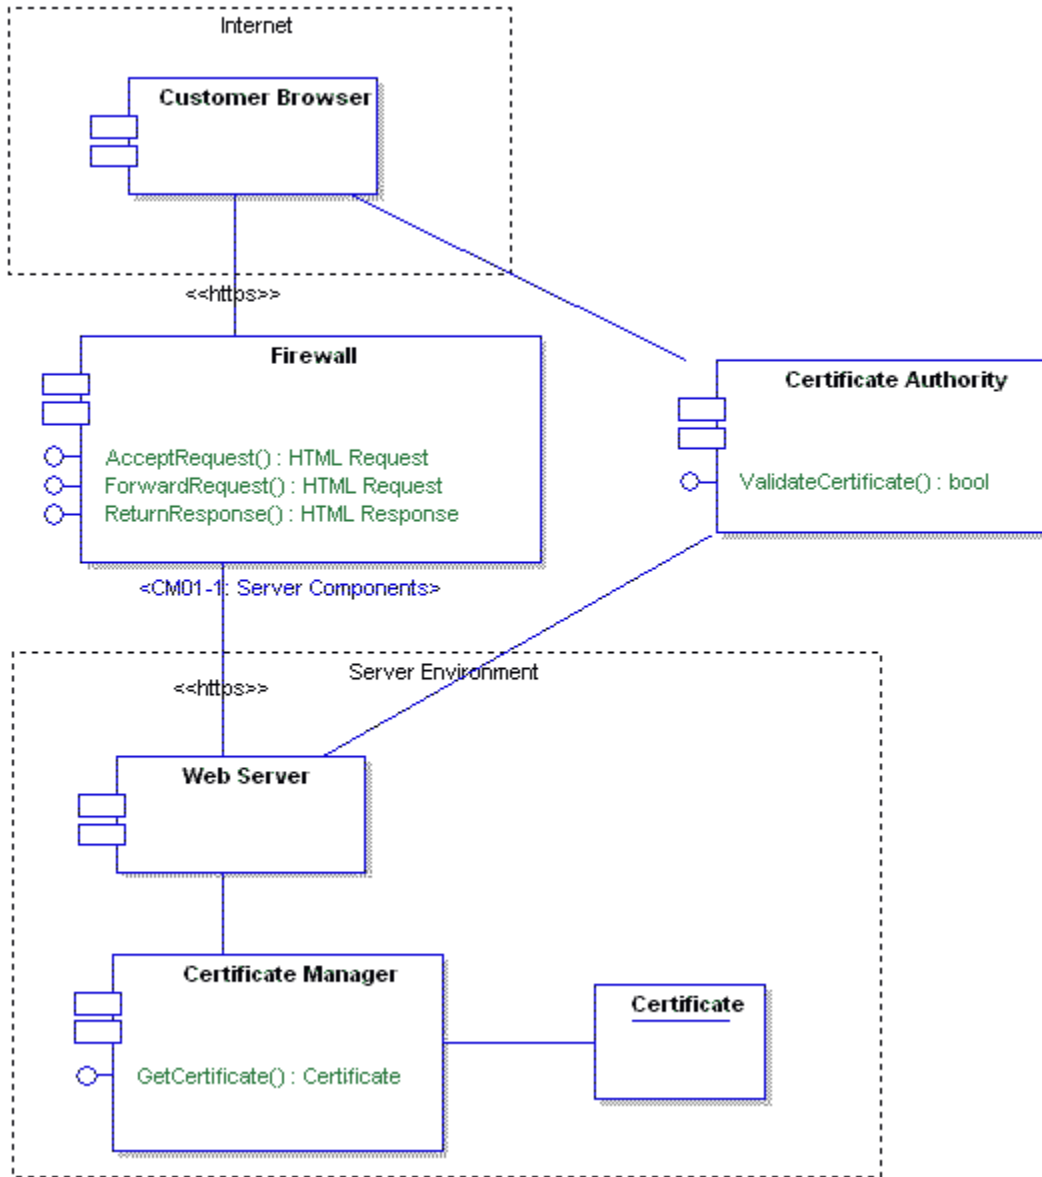 Internet
Customer Browser
<<https>>
Firewall
AcceptRequest() : HTML Request
ForwardRequest() : HTML Request
ReturnResponse() : HTML Response
Certificate Authority
ValidateCertificate() : bool
<CM01-1: Server Components>
Server Environment
<<https>>
Web Server
Certificate Manager
GetCertificate() : Certificate
Certificate